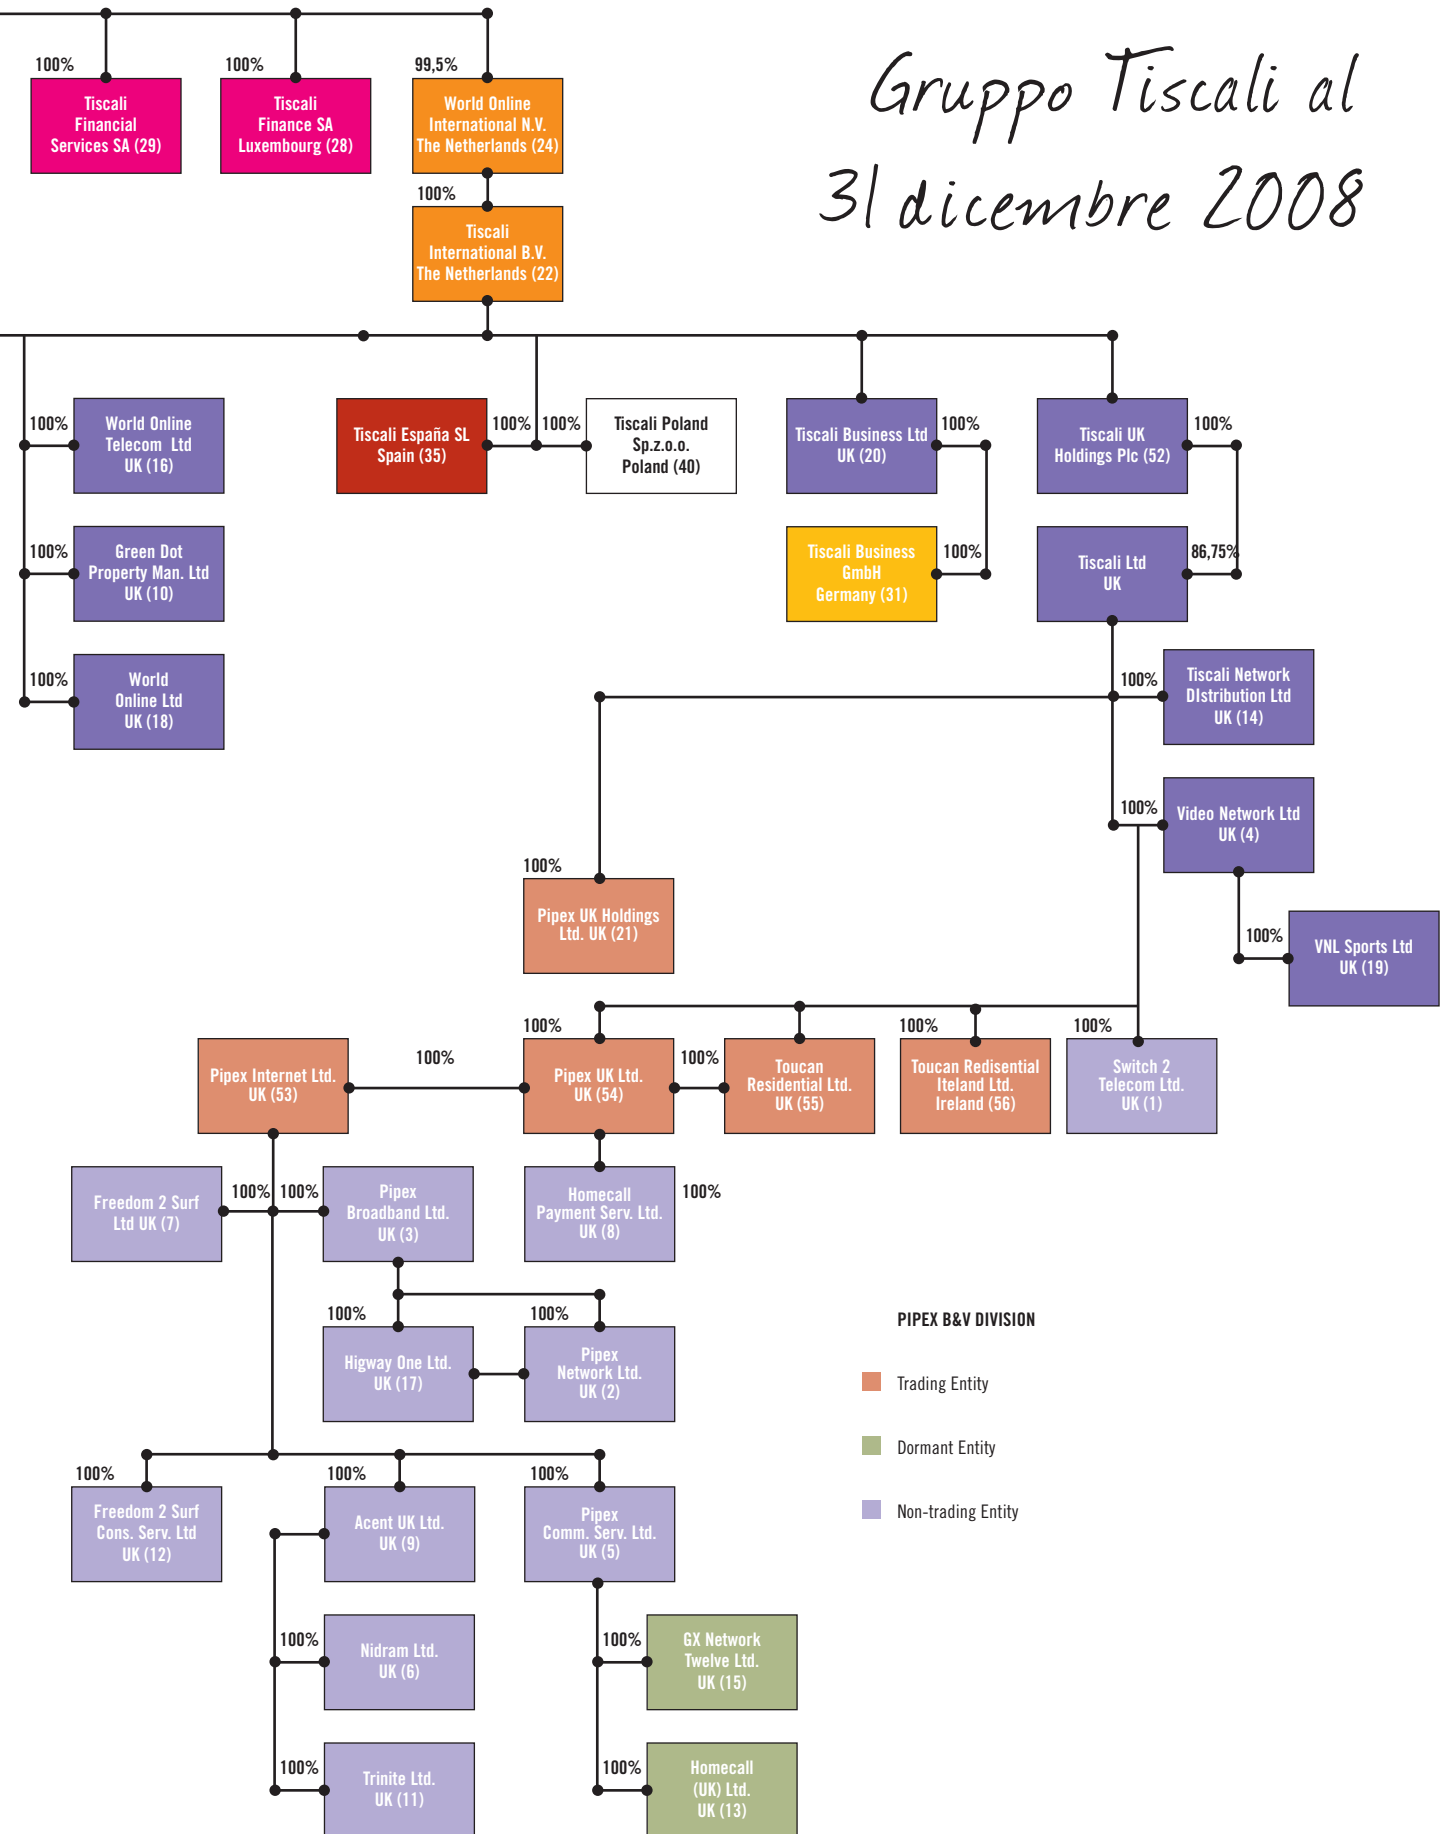 Gruppo Tiscali al
31 dicembre 2008
100%
Tiscali
Financial
Services SA (29)
100%
Tiscali
Finance SA
Luxembourg (28)
99,5%
World Online
International N.V.
The Netherlands (24)
100%
Tiscali
International B.V.
The Netherlands (22)
100%
World Online
Telecom Ltd
UK (16)
Tiscali España SL
Spain (35)
100%
100%
Tiscali Poland
Sp.z.o.o.
Poland (40)
Tiscali Business Ltd
UK (20)
100%
Tiscali UK
Holdings Plc (52)
100%
100%
Green Dot
Property Man. Ltd
UK (10)
Tiscali Business
GmbH
Germany (31)
100%
Tiscali Ltd
UK
86,75%
100%
World
Online Ltd
UK (18)
100%
Tiscali Network
DIstribution Ltd
UK (14)
100%
Video Network Ltd
UK (4)
100%
Pipex UK Holdings
Ltd. UK (21)
100%
VNL Sports Ltd
UK (19)
Pipex Internet Ltd.
UK (53)
100%
100%
Pipex UK Ltd.
UK (54)
100%
Toucan
Residential Ltd.
UK (55)
100%
Toucan Redisential
Iteland Ltd.
Ireland (56)
100%
Switch 2
Telecom Ltd.
UK (1)
Freedom 2 Surf
Ltd UK (7)
100%
100%
Pipex
Broadband Ltd.
UK (3)
Homecall
Payment Serv. Ltd.
UK (8)
100%
100%
Higway One Ltd.
UK (17)
100%
Pipex
Network Ltd.
UK (2)
PIPEX B&V DIVISION
Trading Entity
Dormant Entity
Non-trading Entity
100%
Freedom 2 Surf
Cons. Serv. Ltd
UK (12)
100%
Acent UK Ltd.
UK (9)
100%
Pipex
Comm. Serv. Ltd.
UK (5)
100%
Nidram Ltd.
UK (6)
100%
GX Network
Twelve Ltd.
UK (15)
100%
Trinite Ltd.
UK (11)
100%
Homecall
(UK) Ltd.
UK (13)